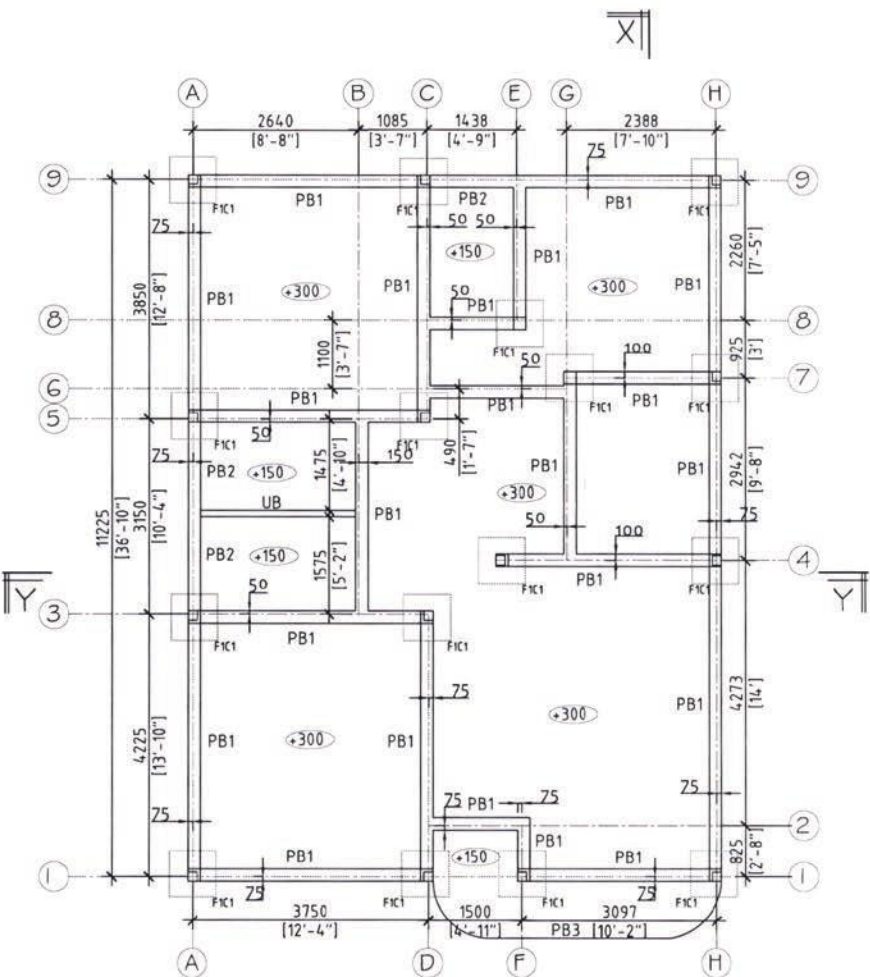 X
A B C E G H
2640 1085 1438 2388
[8'-8"] [3'-7"] [4'-9"] [7'-10"]
75
9 9
PB1 PB2 PB1
F1C1 F1C1 F1C1
75 50 50
+150
2260
[7'-5"]
PB1 PB1 PB1 PB1
3850
[12'-8"]
+300 +300
50 PB1
8 8
1100
[3'-7"]
F1C1
925
[3']
50 100
6 7
PB1 PB1 F1C1 PB1 F1C1
5
50 F1C1 150 F1C1
490
[1'-7"]
75
1475
[4'-10"]
PB2 +150
PB1 PB1
2942
[9'-8"]
+300
11225
[36'-10"]
3150
[10'-4"]
UB
PB1
50 100 75
PB2 +150
1575
[5'-2"]
4
F1C1 PB1 F1C1
Y Y
50
3
F1C1 PB1 F1C1
75
4273
[14']
PB1
+300
4225
[13'-10"]
PB1 +300 PB1
75 75 PB1 75 75
2
PB1 +150 PB1 PB1
825
[2'-8"]
1 1
F1C1 75 F1C1 F1C1 75 F1C1
3750 1500 3097
[12'-4"] [4'-11"] PB3 [10'-2"]
A D F H